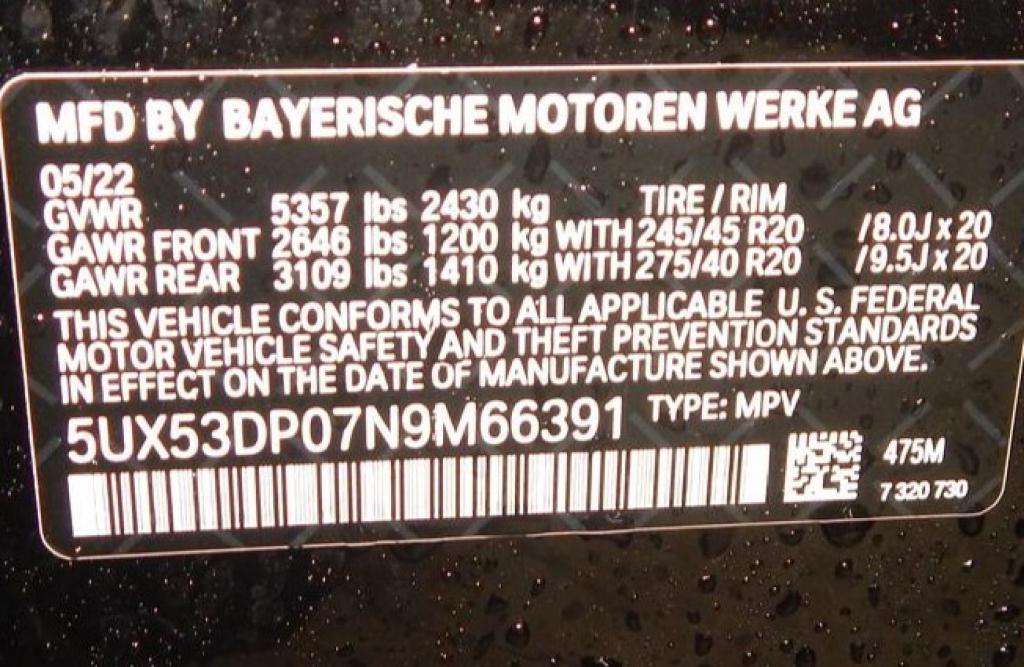 MFD BY BAYERISCHE MOTOREN WERKE AG
05/22
GVWR 5357 lbs 2430 kg TIRE / RIM
GAWR FRONT 2646 lbs 1200 kg WITH 245/45 R20 /8.0J x 20
GAWR REAR 3109 lbs 1410 kg WITH 275/40 R20 /9.5J x 20
THIS VEHICLE CONFORMS TO ALL APPLICABLE U. S. FEDERAL
MOTOR VEHICLE SAFETY AND THEFT PREVENTION STANDARDS
IN EFFECT ON THE DATE OF MANUFACTURE SHOWN ABOVE.
5UX53DP07N9M66391 TYPE: MPV
475M
7 320 730